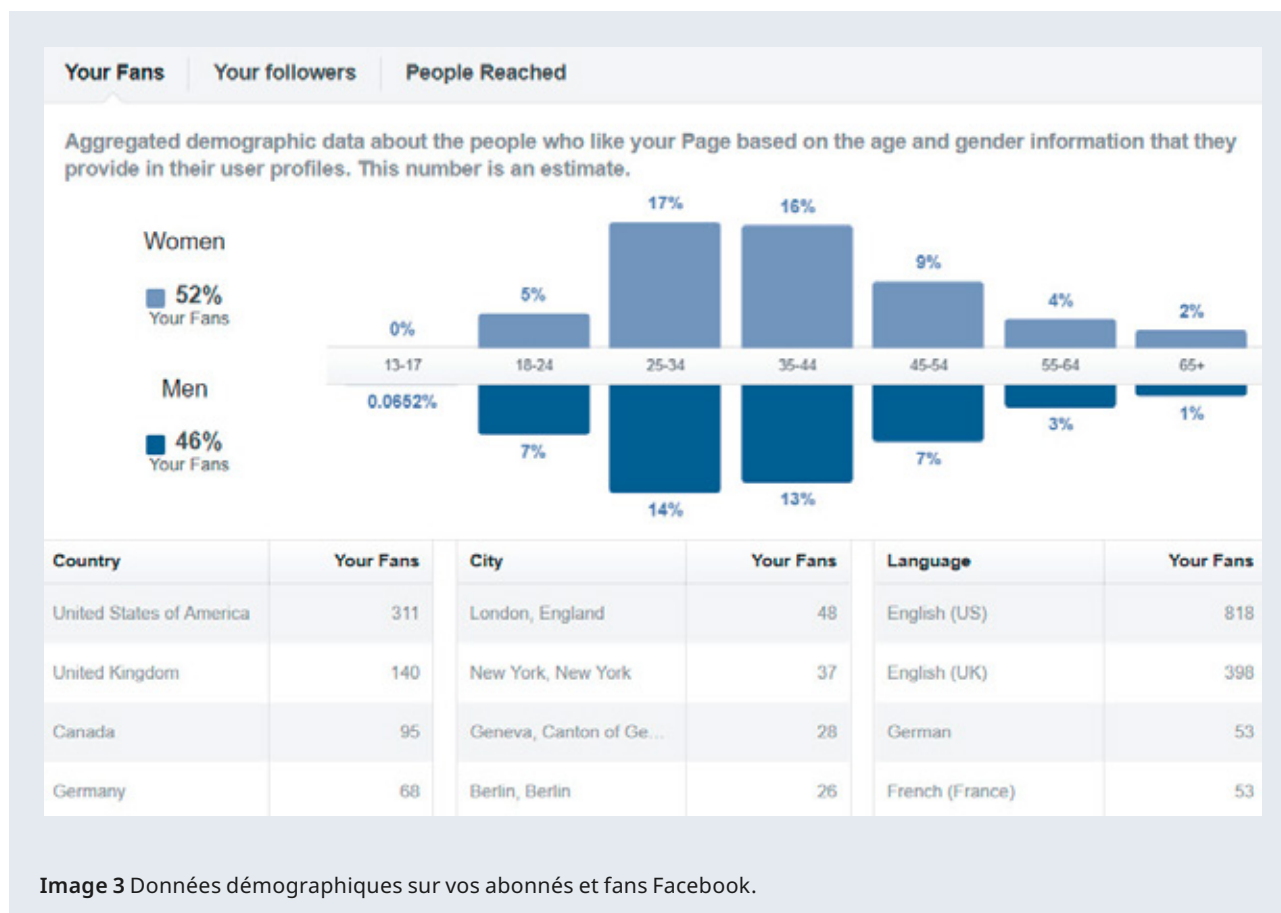 Your Fans Your followers People Reached
Aggregated demographic data about the people who like your Page based on the age and gender information that they
provide in their user profiles. This number is an estimate.
Women
52%
Your Fans
0% 5% 17% 16% 9% 4% 2%
13-17 18-24 25-34 35-44 45-54 55-64 65+
Men
46%
Your Fans
0.0652% 7% 14% 13% 7% 3% 1%
Country Your Fans City Your Fans Language Your Fans
United States of America 311 London, England 48 English (US) 818
United Kingdom 140 New York, New York 37 English (UK) 398
Canada 95 Geneva, Canton of Ge... 28 German 53
Germany 68 Berlin, Berlin 26 French (France) 53
Image 3 Données démographiques sur vos abonnés et fans Facebook.